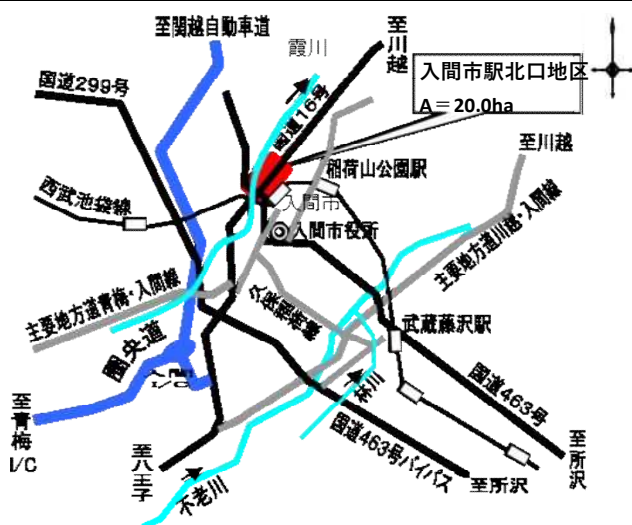 至関越自動車道
霞川
至川越
国道299号
国道16号
入間市駅北口地区
A＝20.0ha
至川越
稲荷山公園駅
西武池袋線
入間市
入間市役所
主要地方道川越・入間線
主要地方道青梅・入間線
武蔵藤沢駅
圏央道
入間
I/C
林川
国道463号
至青梅
I/C
国道463号バイパス
至八王子
至所沢
至所沢
不老川